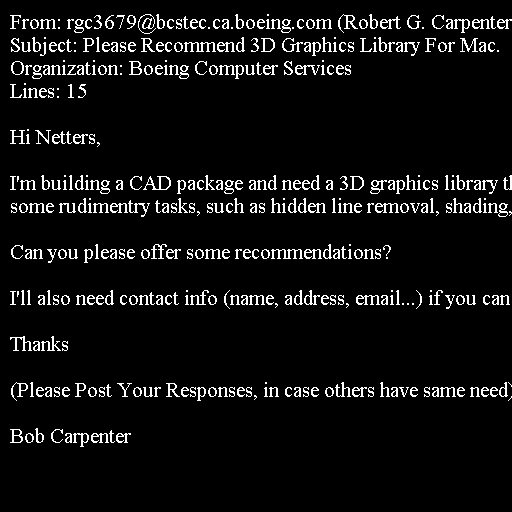 From: rgc3679@bcstec.ca.boeing.com (Robert G. Carpenter
Subject: Please Recommend 3D Graphics Library For Mac.
Organization: Boeing Computer Services
Lines: 15
Hi Netters,
I'm building a CAD package and need a 3D graphics library
some rudimentry tasks, such as hidden line removal, shading,
Can you please offer some recommendations?
I'll also need contact info (name, address, email...) if you can
Thanks
(Please Post Your Responses, in case others have same need)
Bob Carpenter